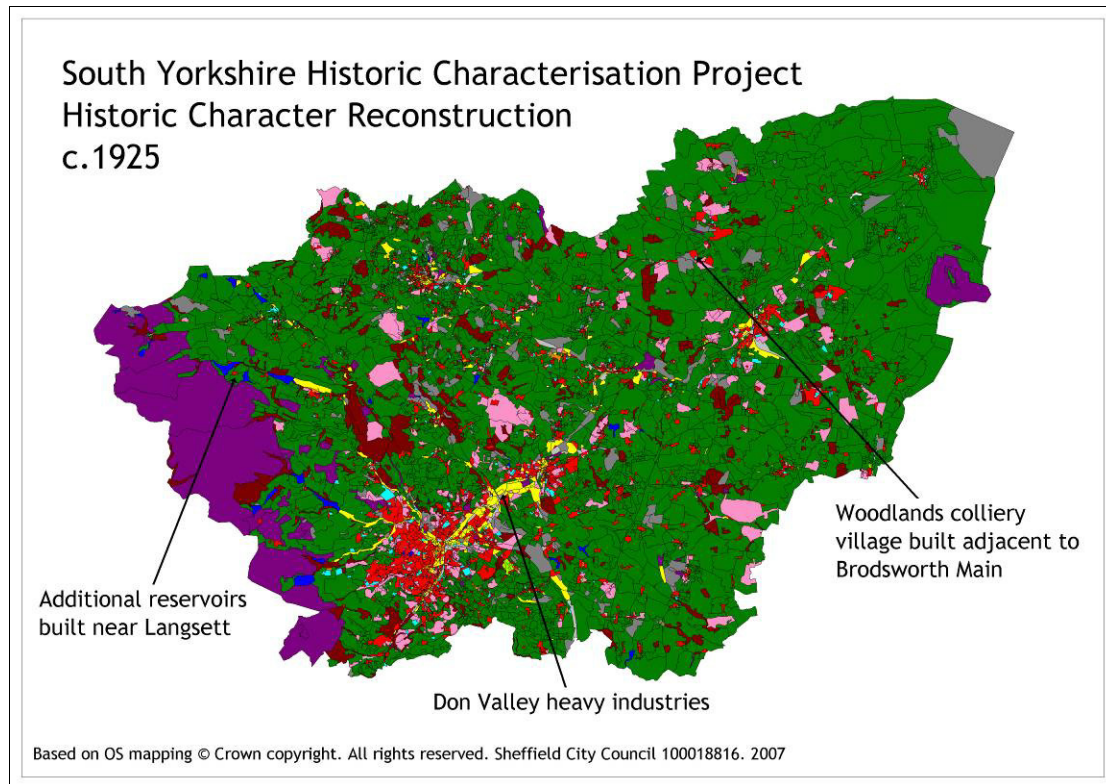 South Yorkshire Historic Characterisation Project
Historic Character Reconstruction
c.1925
Woodlands colliery
village built adjacent to
Brodsworth Main
Additional reservoirs
built near Langsett
Don Valley heavy industries
Based on OS mapping © Crown copyright. All rights reserved. Sheffield City Council 100018816. 2007